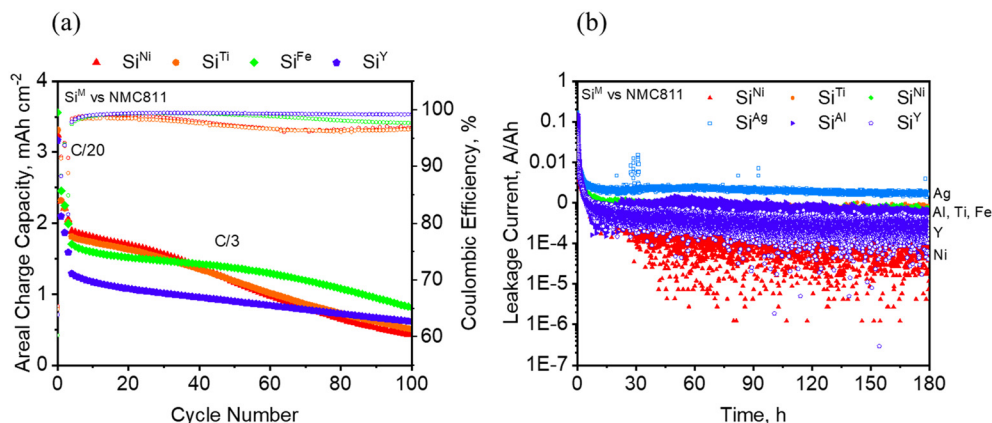 (a)
(b)
Si^Ni Si^Ti Si^Fe Si^Y
Si^M vs NMC811
C/20
C/3
Areal Charge Capacity, mAh cm^-2
4
3
2
1
0
Coulombic Efficiency, %
100
95
90
85
80
75
70
65
60
0 20 40 60 80 100
Cycle Number
Si^M vs NMC811
Si^Ni Si^Ti Si^Ni
Si^Ag Si^Al Si^Y
Leakage Current, A/Ah
1
0.1
0.01
0
1E-4
1E-5
1E-6
1E-7
Ag
Al, Ti, Fe
Y
Ni
0 30 60 90 120 150 180
Time, h